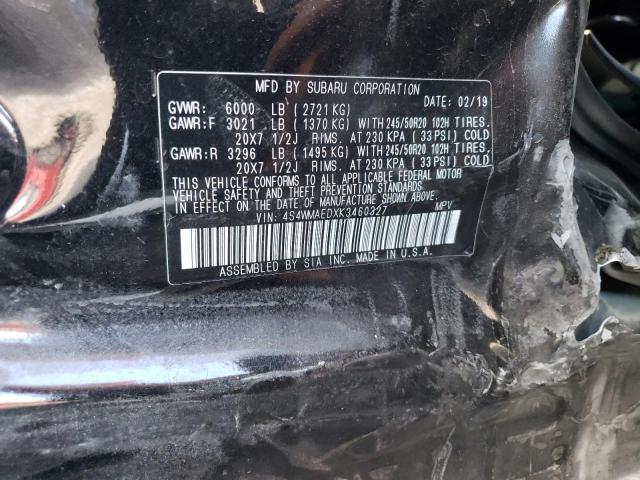 MFD BY SUBARU CORPORATION
GVWR: 6000 LB (2721 KG) DATE: 02/19
GAWR:F 3021 LB (1370 KG) WITH 245/50R20 102H TIRES.
20X7 1/2J RIMS. AT 230 KPA (33PSI) COLD
GAWR:R 3296 LB (1495 KG) WITH 245/50R20 102H TIRES.
20X7 1/2J RIMS. AT 230 KPA (33PSI) COLD
THIS VEHICLE CONFORMS TO ALL APPLICABLE FEDERAL MOTOR
VEHICLE SAFETY AND THEFT PREVENTION STANDARDS
IN EFFECT ON THE DATE OF MANUFACTURE SHOWN ABOVE.
VIN: 4S4WMAEDXK3460327 MPV
ASSEMBLED BY SIA INC. MADE IN U.S.A.